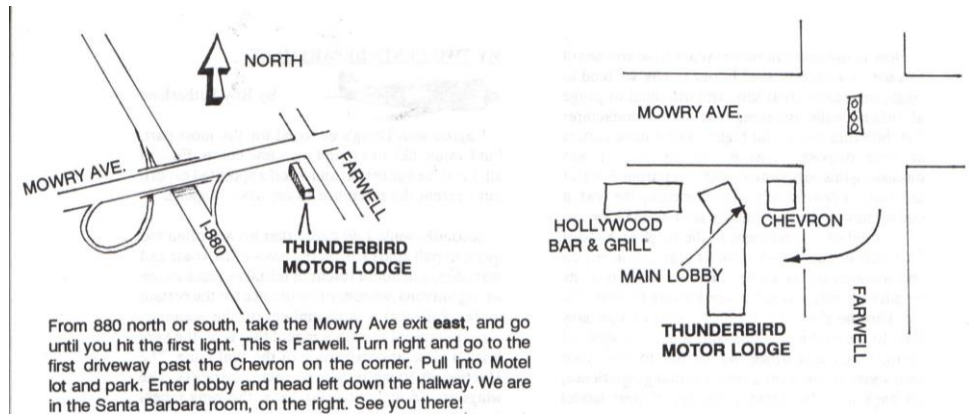 NORTH
MOWRY AVE.
I-880
FARWELL
THUNDERBIRD
MOTOR LODGE
From 880 north or south, take the Mowry Ave exit east, and go
until you hit the first light. This is Farwell. Turn right and go to the
first driveway past the Chevron on the corner. Pull into Motel
lot and park. Enter lobby and head left down the hallway. We are
in the Santa Barbara room, on the right. See you there!
MOWRY AVE.
HOLLYWOOD
BAR & GRILL
CHEVRON
MAIN LOBBY
THUNDERBIRD
MOTOR LODGE
FARWELL